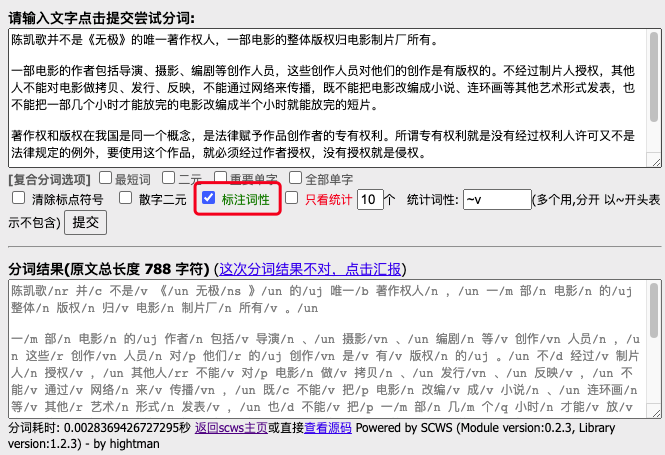 请输入文字点击提交尝试分词:
陈凯歌并不是《无极》的唯一著作权人，一部电影的整体版权归电影制片厂所有。
一部电影的作者包括导演、摄影、编剧等创作人员，这些创作人员对他们的创作是有版权的。不经过制片人授权，其他
人不能对电影做拷贝、发行、反映，不能通过网络来传播，既不能把电影改编成小说、连环画等其他艺术形式发表，也
不能把一部几个小时才能放完的电影改编成半个小时就能放完的短片。
著作权和版权在我国是同一个概念，是法律赋予作品创作者的专有权利。所谓专有权利就是没有经过权利人许可又不是
法律规定的例外，要使用这个作品，就必须经过作者授权，没有授权就是侵权。
[复合分词选项] 最短词 二元 重要单字 全部单字
清除标点符号 散字二元 标注词性 只看统计 10个 统计词性: ~v(多个用,分开 以~开头表
示不包含) 提交
分词结果(原文总长度 788 字符) (这次分词结果不对，点击汇报)
陈凯歌/nr 并/c 不是/v 《/un 无极/ns 》/un 的/uj 唯一/b 著作权人/n ，/un 一/m 部/n 电影/n 的/uj
整体/n 版权/n 归/v 电影/n 制片厂/n 所有/v 。/un
一/m 部/n 电影/n 的/uj 作者/n 包括/v 导演/n 、/un 摄影/vn 、/un 编剧/n 等/v 创作/vn 人员/n ，/u
n 这些/r 创作/vn 人员/n 对/p 他们/r 的/uj 创作/vn 是/v 有/v 版权/n 的/uj 。/un 不/d 经过/v 制片
人/n 授权/v ，/un 其他人/rr 不能/v 对/p 电影/n 做/v 拷贝/n 、/un 发行/vn 、/un 反映/v ，/un 不
能/v 通过/v 网络/n 来/v 传播/vn ，/un 既/c 不能/v 把/p 电影/n 改编/v 成/v 小说/n 、/un 连环画/n
等/v 其他/r 艺术/n 形式/n 发表/v ，/un 也/d 不能/v 把/p 一/m 部/n 几/m 个/q 小时/n 才能/v 放/v
分词耗时: 0.0028369426727295秒 返回scws主页或直接查看源码 Powered by SCWS (Module version:0.2.3, Library
version:1.2.3) - by hightman